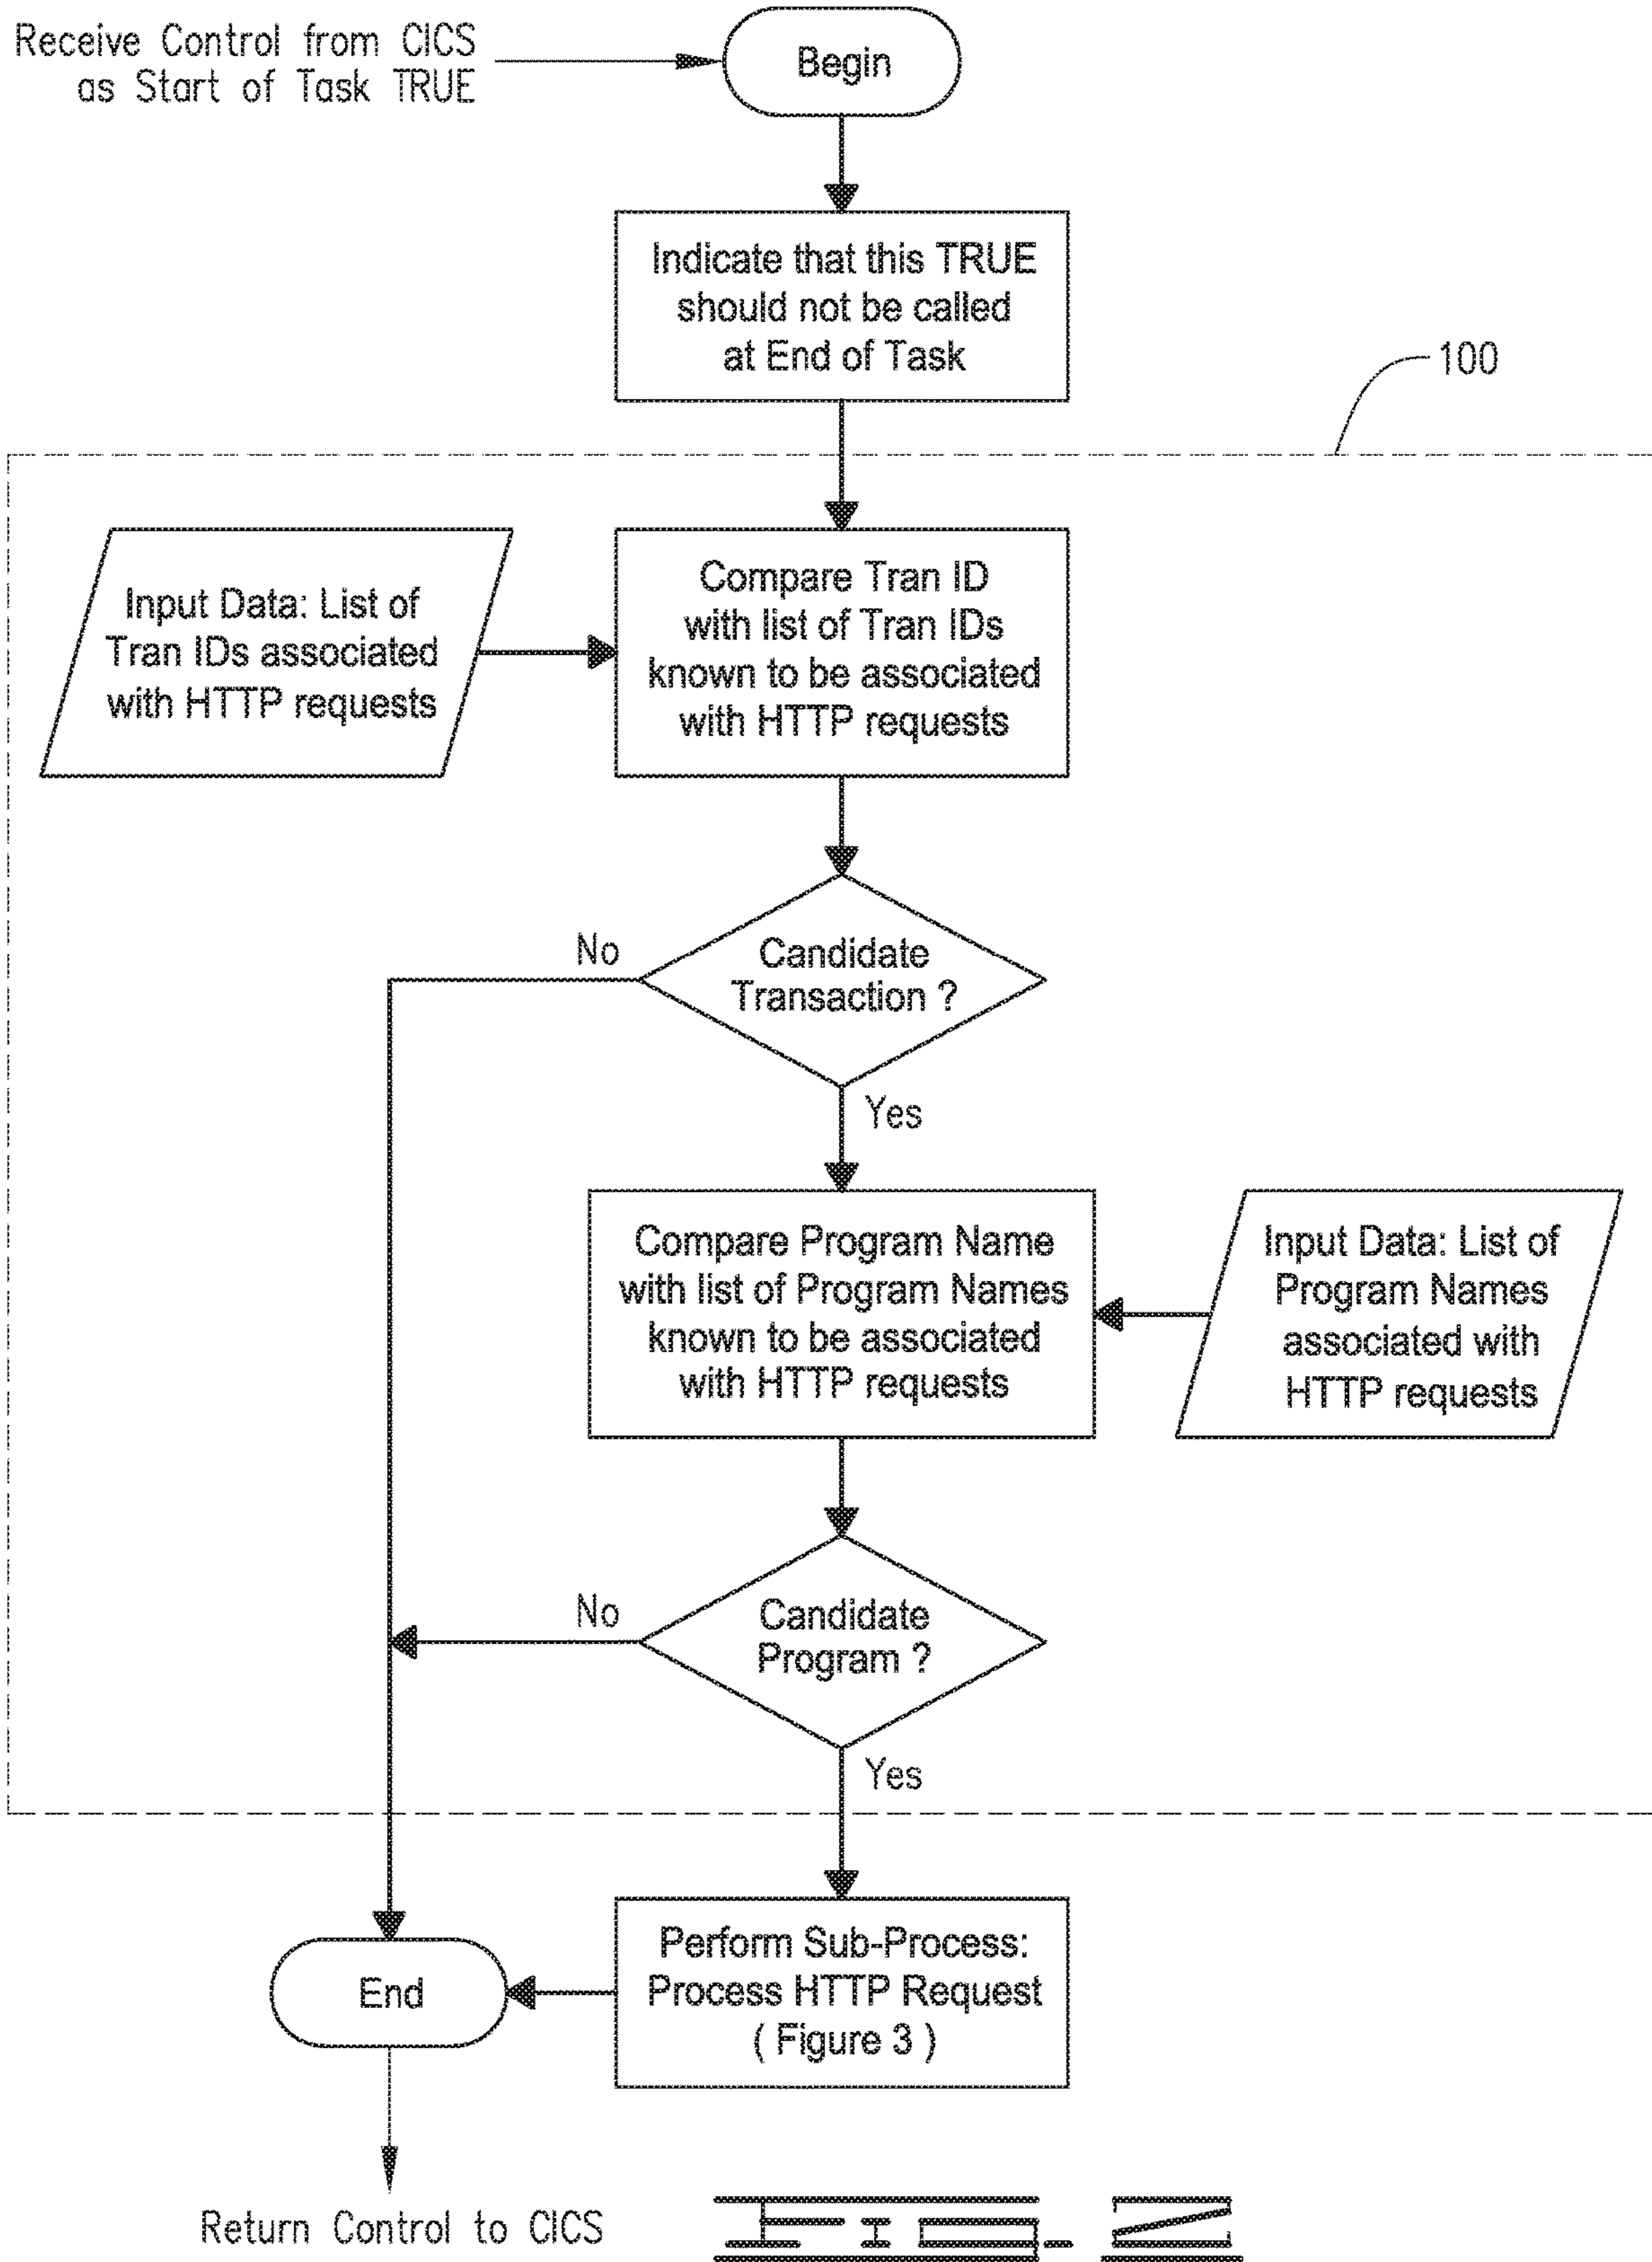 Receive Control from CICS
as Start of Task TRUE
Begin
Indicate that this TRUE
should not be called
at End of Task
100
Input Data: List of
Tran IDs associated
with HTTP requests
Compare Tran ID
with list of Tran IDs
known to be associated
with HTTP requests
No
Candidate
Transaction ?
Yes
Compare Program Name
with list of Program Names
known to be associated
with HTTP requests
Input Data: List of
Program Names
associated with
HTTP requests
No
Candidate
Program ?
Yes
End
Perform Sub-Process:
Process HTTP Request
( Figure 3 )
Return Control to CICS
FIG. 2